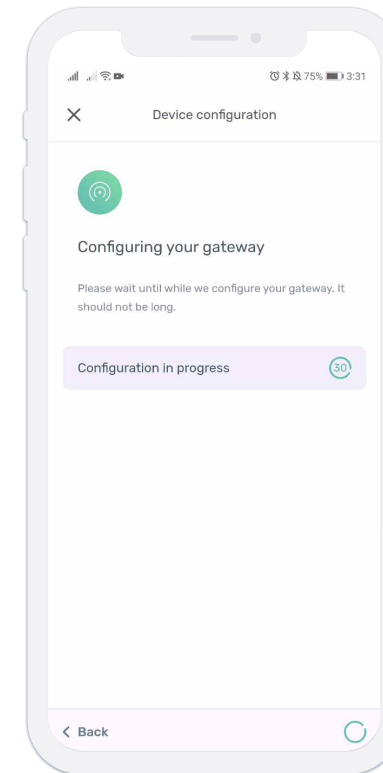 75% 3:31
Device configuration
Configuring your gateway
Please wait until while we configure your gateway. It
should not be long.
Configuration in progress
30
Back